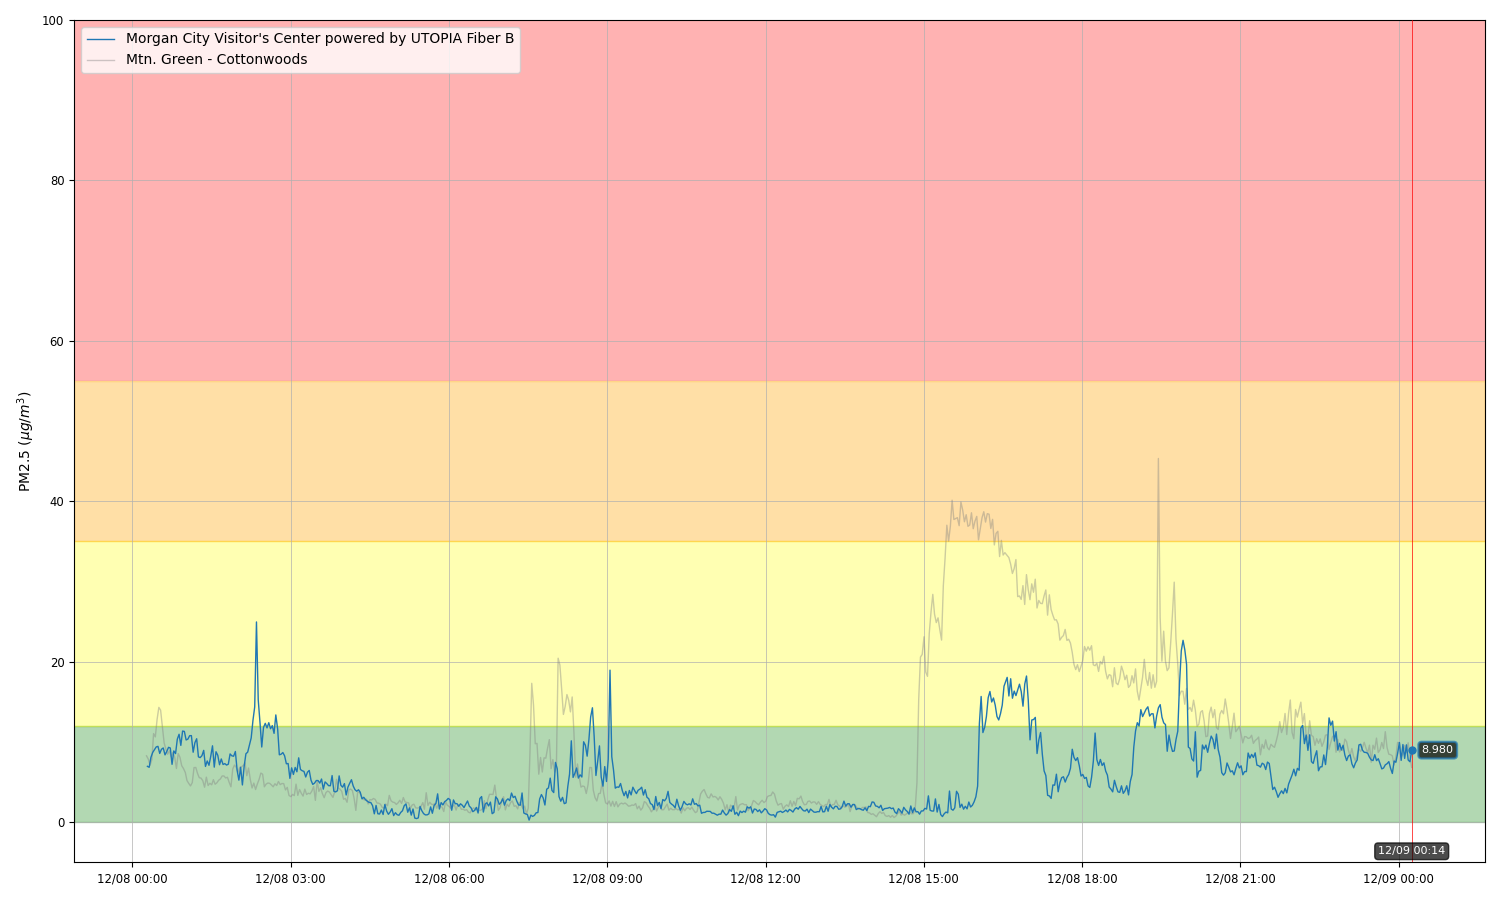 Morgan City Visitor's Center powered by UTOPIA Fiber B
Mtn. Green - Cottonwoods
PM2.5 (μg/m³)
100
80
60
40
20
0
8.980
12/09 00:14
12/08 00:00 12/08 03:00 12/08 06:00 12/08 09:00 12/08 12:00 12/08 15:00 12/08 18:00 12/08 21:00 12/09 00:00